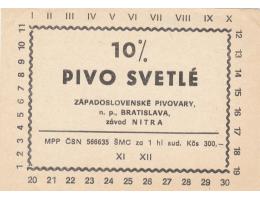 I II III IV V VI VII VIII IX X
11 12
10 13
9 14
8 15
7 16
6 17
5 18
4 19
3
2
1
10%
PIVO SVETLÉ
ZÁPADOSLOVENSKÉ PIVOVARY,
n. p., BRATISLAVA,
závod NITRA
MPP ČSN 566635 ŠMC za 1 hl sud. Kčs 300,—
XI XII
20 21 22 23 24 25 26 27 28 29 30